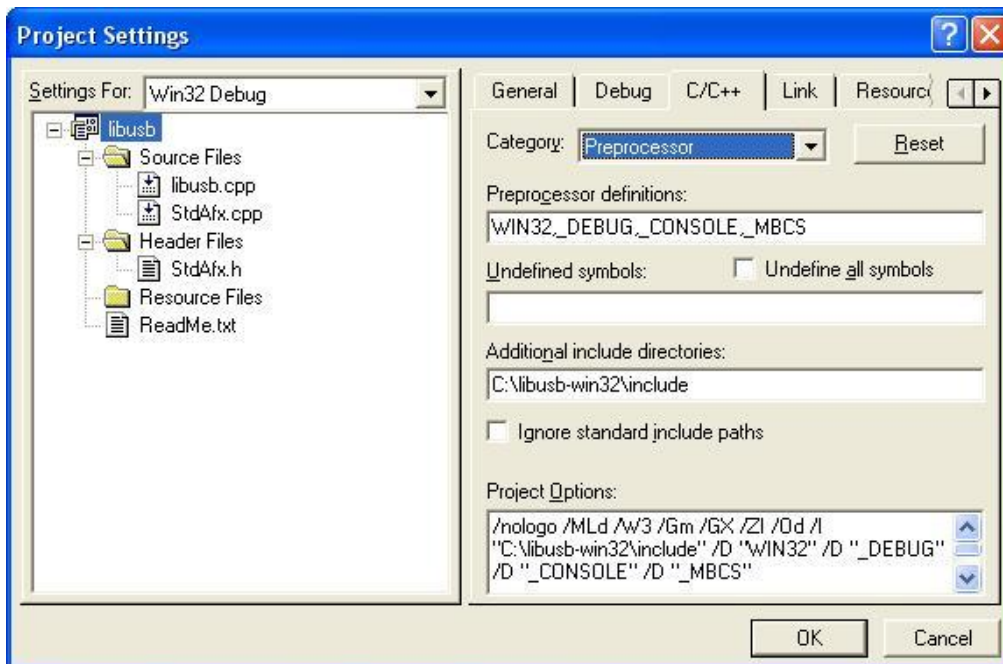 Project Settings
Settings For: Win32 Debug
libusb
Source Files
libusb.cpp
StdAfx.cpp
Header Files
StdAfx.h
Resource Files
ReadMe.txt
General Debug C/C++ Link Resourc
Category: Preprocessor Reset
Preprocessor definitions:
WIN32,_DEBUG,_CONSOLE,_MBCS
Undefined symbols: Undefine all symbols
Additional include directories:
C:\libusb-win32\include
Ignore standard include paths
Project Options:
/nologo /MLd /W3 /Gm /GX /ZI /Od /I
"C:\libusb-win32\include" /D "WIN32" /D "_DEBUG"
/D "_CONSOLE" /D "_MBCS"
OK Cancel